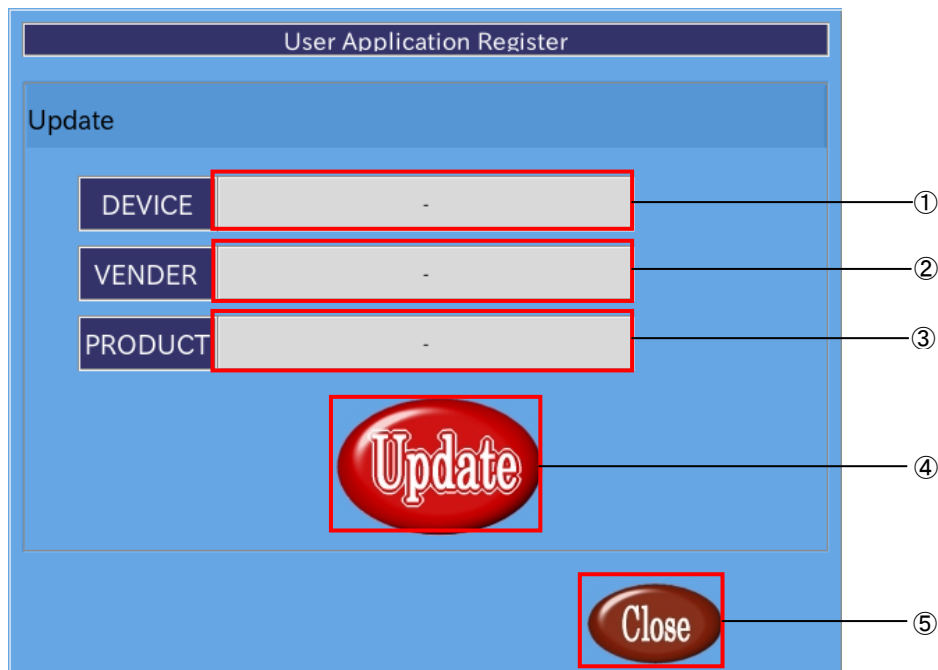 User Application Register
Update
DEVICE - ①
VENDER - ②
PRODUCT - ③
Update ④
Close ⑤